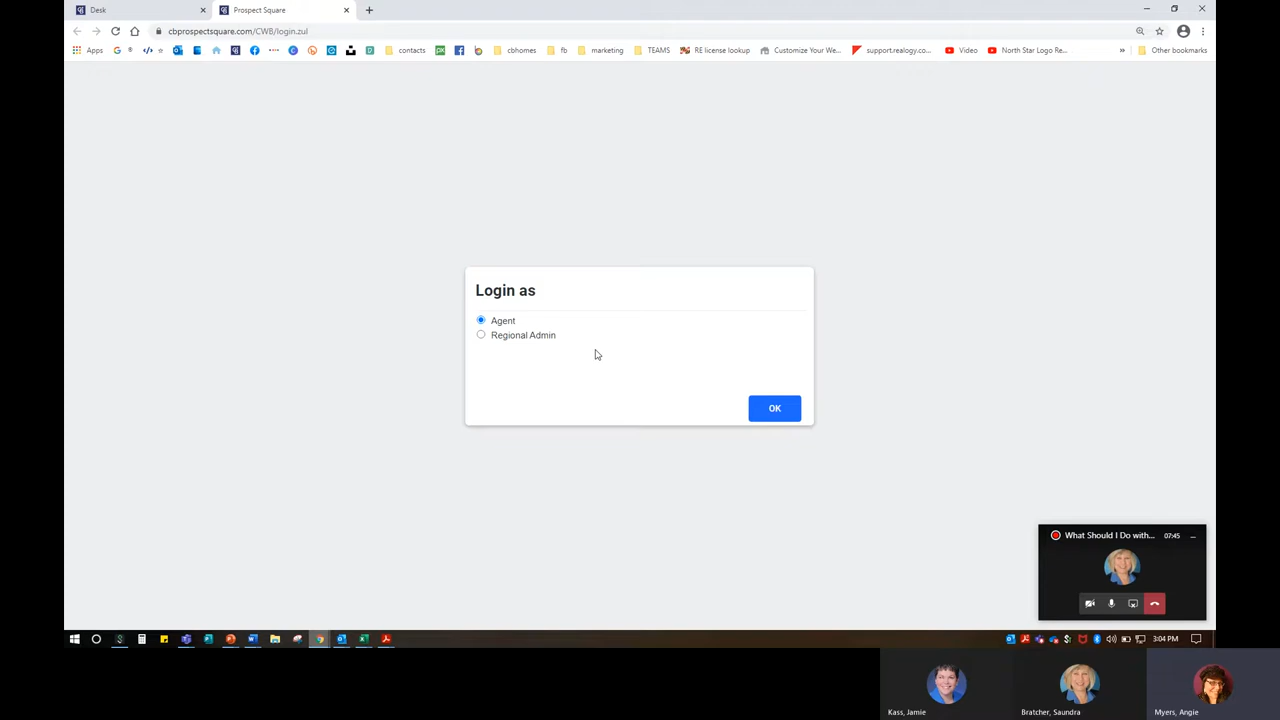 Desk
Prospect Square
cbprospectsquare.com/CWB/login.zul
Apps
contacts
cbhomes
fb
marketing
TEAMS
RE license lookup
Customize Your We...
support.realogy.co...
Video
North Star Logo Re...
Other bookmarks
Login as
Agent
Regional Admin
OK
What Should I Do with...
07:45
3:04 PM
Kass, Jamie
Bratcher, Saundra
Myers, Angie